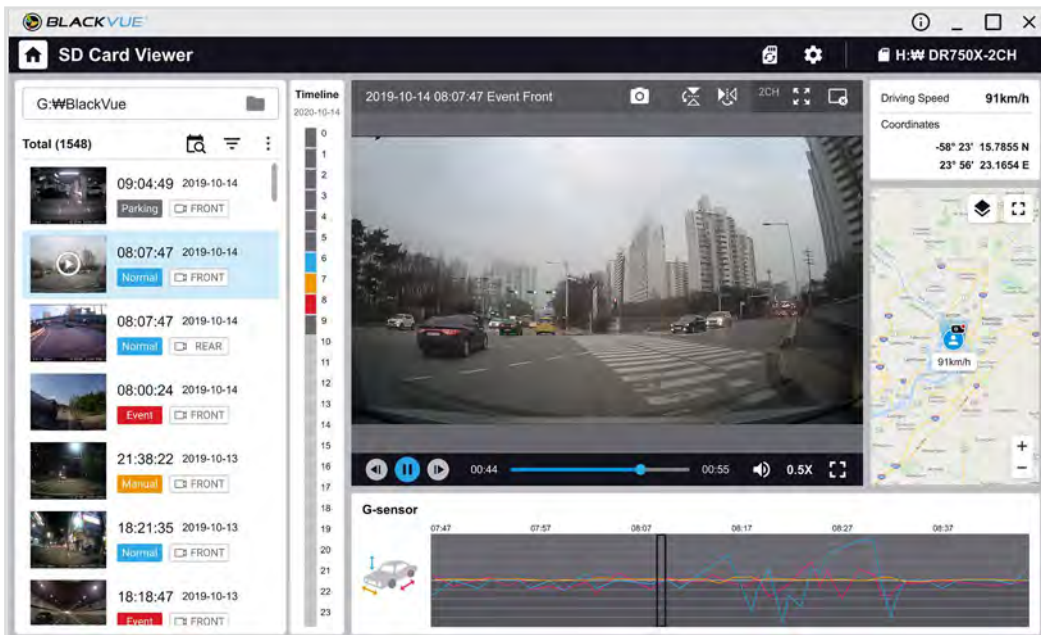 BLACKVUE
SD Card Viewer
H:₩ DR750X-2CH
G:₩BlackVue
Total (1548)
09:04:49 2019-10-14
Parking FRONT
08:07:47 2019-10-14
Normal FRONT
08:07:47 2019-10-14
Normal REAR
08:00:24 2019-10-14
Event FRONT
21:38:22 2019-10-13
Manual FRONT
18:21:35 2019-10-13
Normal FRONT
18:18:47 2019-10-13
Event FRONT
Timeline
2020-10-14
0
1
2
3
4
5
6
7
8
9
10
11
12
13
14
15
16
17
18
19
20
21
22
23
2019-10-14 08:07:47 Event Front
2CH
00:44
00:55
0.5X
G-sensor
07:47 07:57 08:07 08:17 08:27 08:37
Driving Speed 91km/h
Coordinates
-58° 23' 15.7855 N
23° 56' 23.1654 E
91km/h
+
−